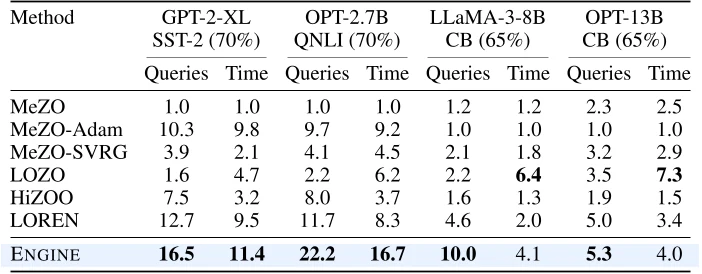 Method GPT-2-XL OPT-2.7B LLaMA-3-8B OPT-13B
SST-2 (70%) QNLI (70%) CB (65%) CB (65%)
Queries Time Queries Time Queries Time Queries Time
MeZO 1.0 1.0 1.0 1.0 1.2 1.2 2.3 2.5
MeZO-Adam 10.3 9.8 9.7 9.2 1.0 1.0 1.0 1.0
MeZO-SVRG 3.9 2.1 4.1 4.5 2.1 1.8 3.2 2.9
LOZO 1.6 4.7 2.2 6.2 2.2 6.4 3.5 7.3
HiZOO 7.5 3.2 8.0 3.7 1.6 1.3 1.9 1.5
LOREN 12.7 9.5 11.7 8.3 4.6 2.0 5.0 3.4
ENGINE 16.5 11.4 22.2 16.7 10.0 4.1 5.3 4.0